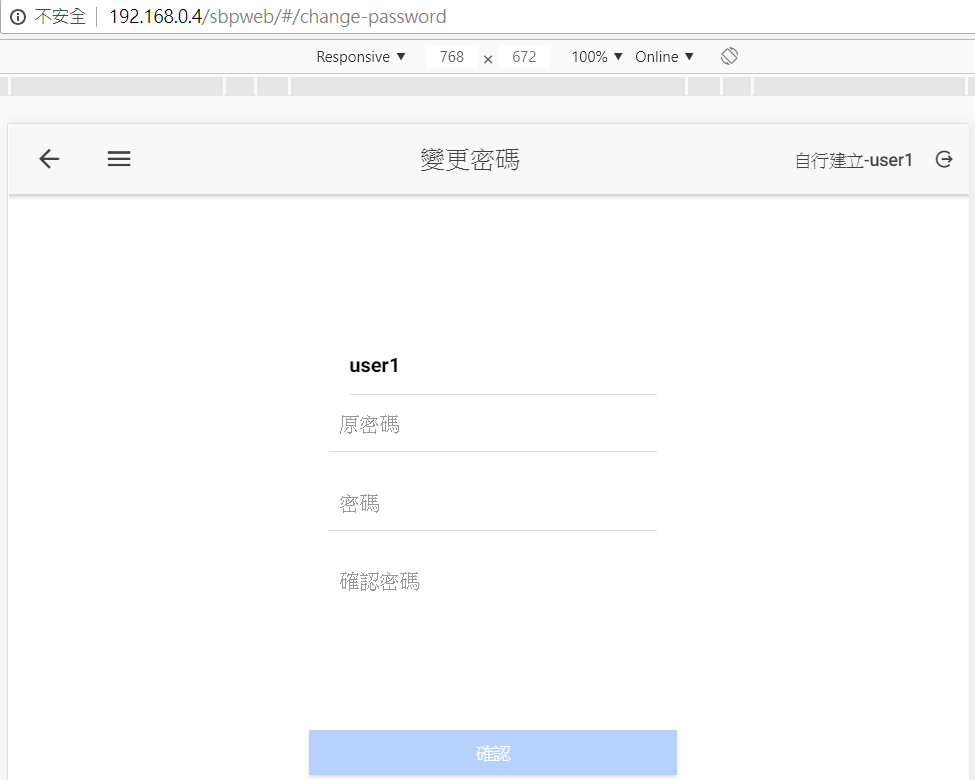 不安全 192.168.0.4/sbpweb/#/change-password
Responsive ▼ 768 × 672 100% ▼ Online ▼
變更密碼 自行建立-user1
user1
原密碼
密碼
確認密碼
確認